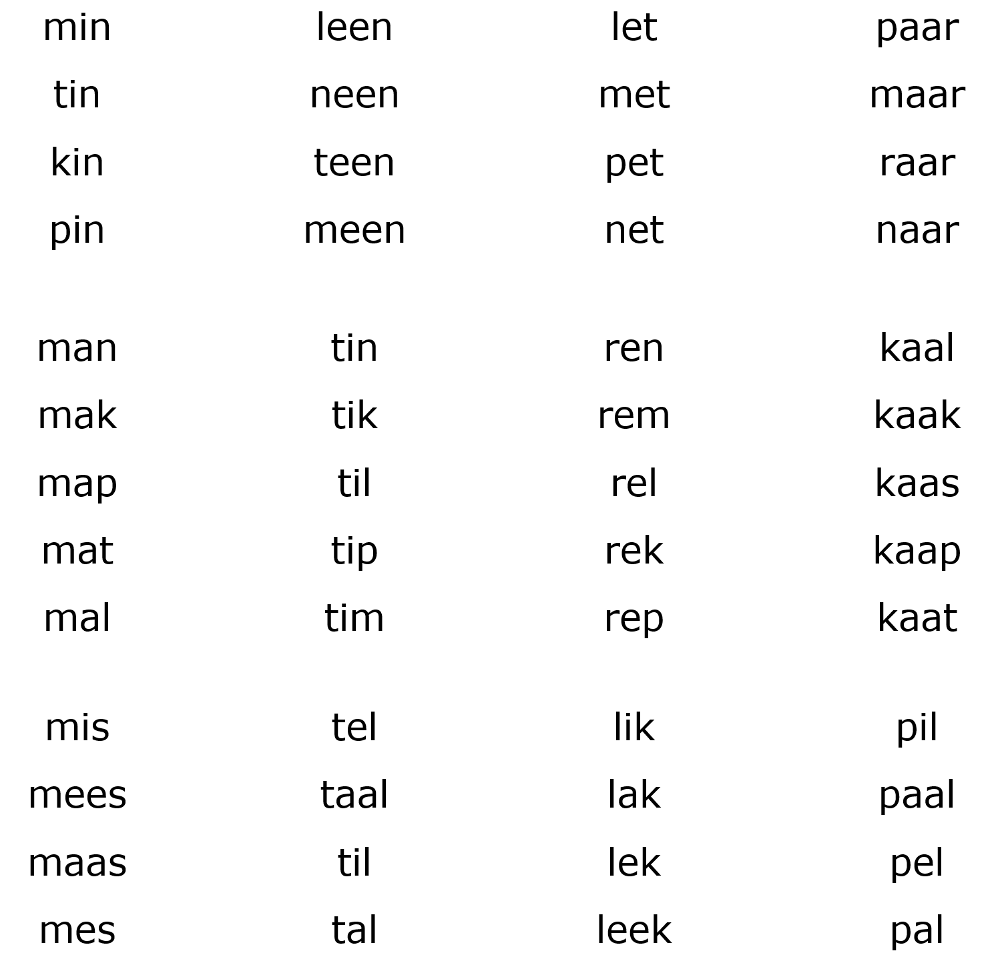 min leen let paar
tin neen met maar
kin teen pet raar
pin meen net naar
man tin ren kaal
mak tik rem kaak
map til rel kaas
mat tip rek kaap
mal tim rep kaat
mis tel lik pil
mees taal lak paal
maas til lek pel
mes tal leek pal